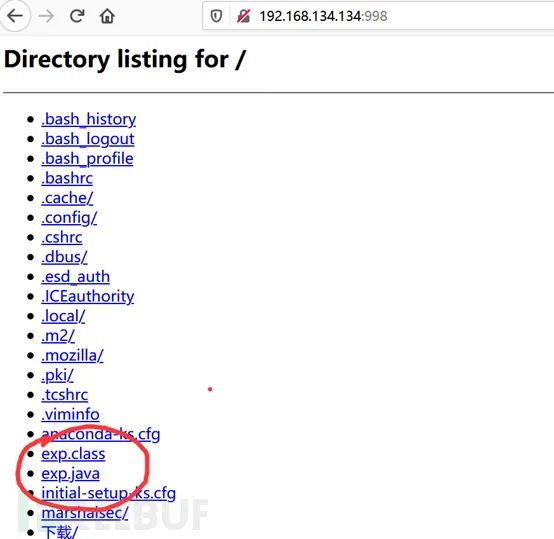 192.168.134.134:998
Directory listing for /
.bash_history
.bash_logout
.bash_profile
.bashrc
.cache/
.config/
.cshrc
.dbus/
.esd_auth
.ICEauthority
.local/
.m2/
.mozilla/
.pki/
.tcshrc
.viminfo
anaconda-ks.cfg
exp.class
exp.java
initial-setup-ks.cfg
marshalsec/
下载/